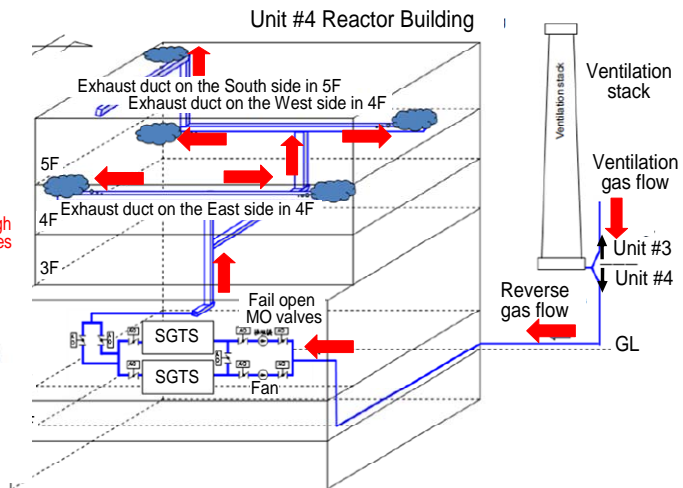 Unit #4 Reactor Building
Exhaust duct on the South side in 5F
Exhaust duct on the West side in 4F
Ventilation stack
Ventilation
stack
5F
Ventilation
gas flow
Exhaust duct on the East side in 4F
4F
gh
es
3F
Unit #3
Unit #4
Fail open
MO valves
Reverse
gas flow
SGTS
GL
SGTS
Fan